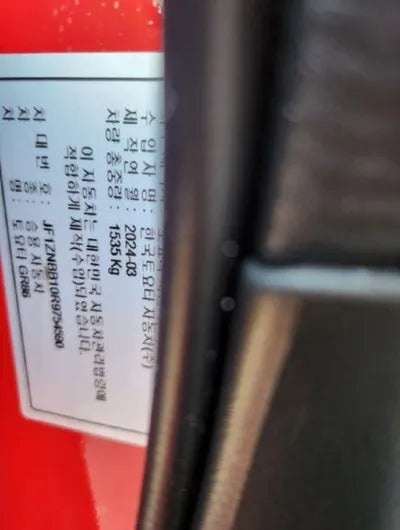 수 입 자 명 : 한국토요타 자동차(주)
제 작 연 월 : 2024-03
차량 총중량 : 1535 Kg
이 자동차는 대한민국 자동차관리법령에
적합하게 제작(수입)되었습니다.
차 대 번 호 :
차 종 : 승용 자동차
차 명 : 토요타 GR86